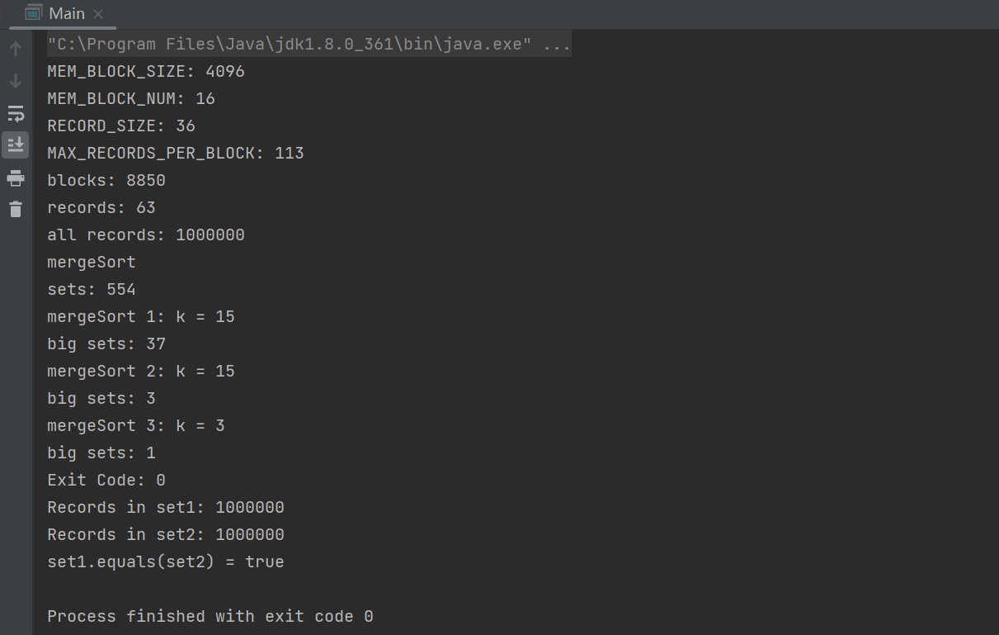 Main
"C:\Program Files\Java\jdk1.8.0_361\bin\java.exe" ...
MEM_BLOCK_SIZE: 4096
MEM_BLOCK_NUM: 16
RECORD_SIZE: 36
MAX_RECORDS_PER_BLOCK: 113
blocks: 8850
records: 63
all records: 1000000
mergeSort
sets: 554
mergeSort 1: k = 15
big sets: 37
mergeSort 2: k = 15
big sets: 3
mergeSort 3: k = 3
big sets: 1
Exit Code: 0
Records in set1: 1000000
Records in set2: 1000000
set1.equals(set2) = true
Process finished with exit code 0